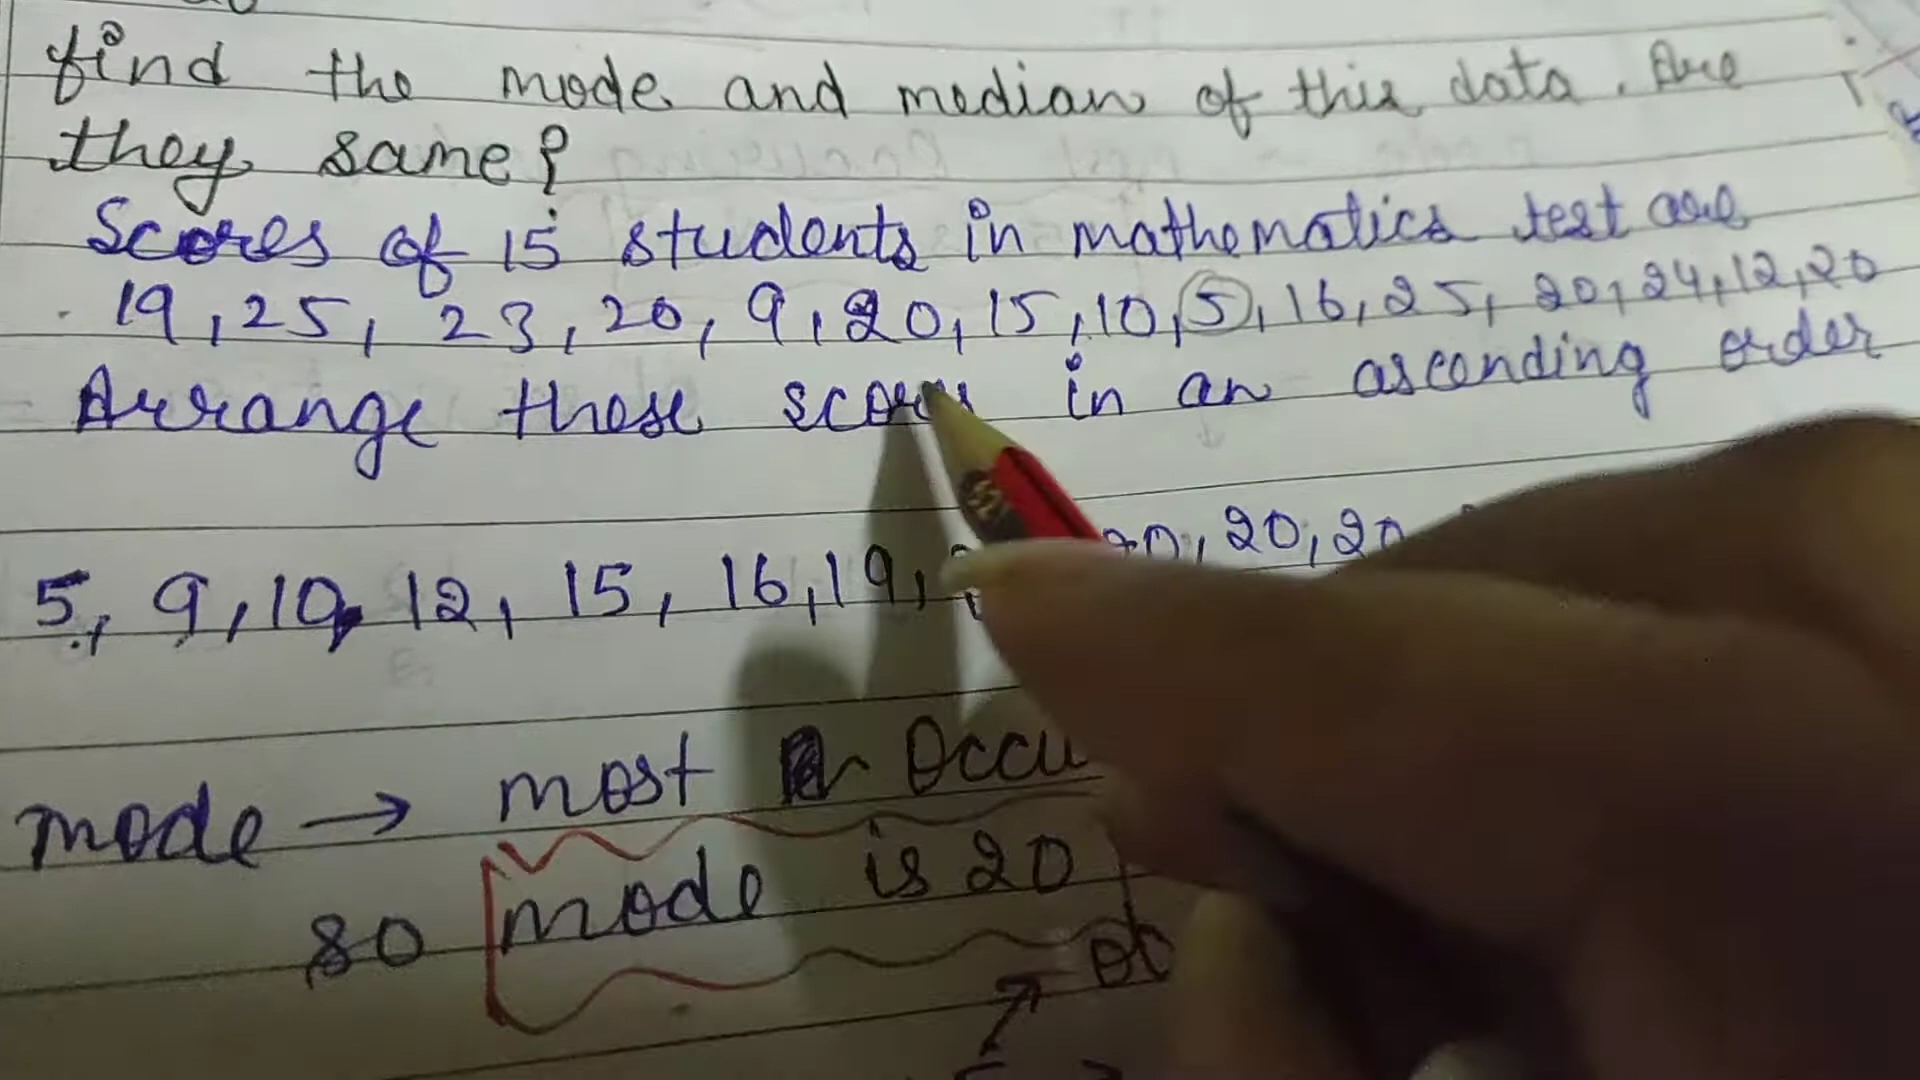 find the mode and median of this data. Are
they same?
Scores of 15 students in mathematics test are
19, 25, 23, 20, 9, 20, 15, 10, 5, 16, 25, 20, 24, 12, 20
Arrange these scores in an ascending order
5, 9, 10, 12, 15, 16, 19, 20, 20, 20
mode → most Occu
so mode is 20